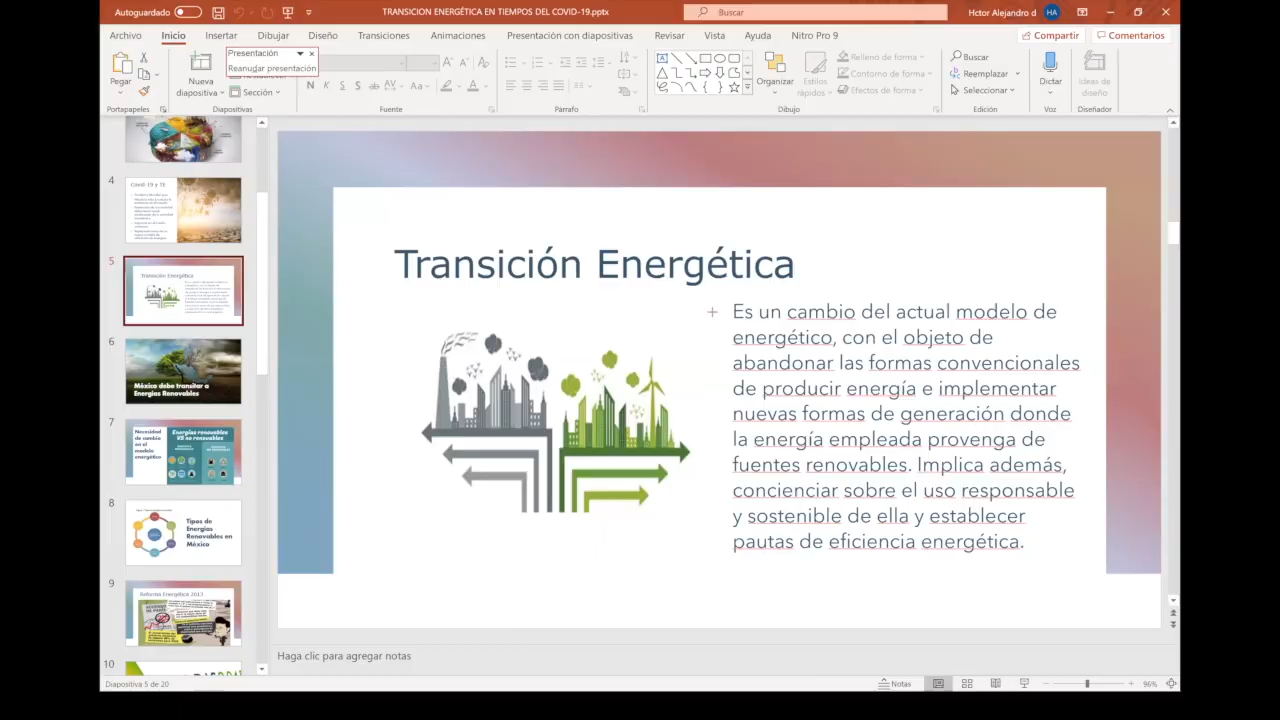 Autoguardado
TRANSICION ENERGÉTICA EN TIEMPOS DEL COVID-19.pptx
Buscar
Hctor Alejandro d
HA
Archivo Inicio Insertar Dibujar Diseño Transiciones Animaciones Presentación con diapositivas Revisar Vista Ayuda Nitro Pro 9
Compartir Comentarios
Presentación
Reanudar presentación
Pegar
Nueva
diapositiva
Sección
Organizar
Estilos
rápidos
Relleno de forma
Contorno de forma
Efectos de forma
Buscar
Reemplazar
Seleccionar
Dictar
Ideas de
diseño
Portapapeles Diapositivas Fuente Párrafo Dibujo Edición Voz Diseñador
4
Covid-19 y TE
5
Transición Energética
6
México debe transitar a
Energías Renovables
7
Necesidad
de cambio
en el
modelo
energético
Energías renovables
VS no renovables
8
Tipos de
Energías
Renovables en
México
9
Reforma Energética 2013
10
Transición Energética
Es un cambio del actual modelo de
energético, con el objeto de
abandonar las formas convencionales
de producir energía e implementar
nuevas formas de generación donde
la energía empleada provenga de
fuentes renovables. Implica además,
concienciar sobre el uso responsable
y sostenible de ella y establecer
pautas de eficiencia energética.
Haga clic para agregar notas
Diapositiva 5 de 20
Notas
96%